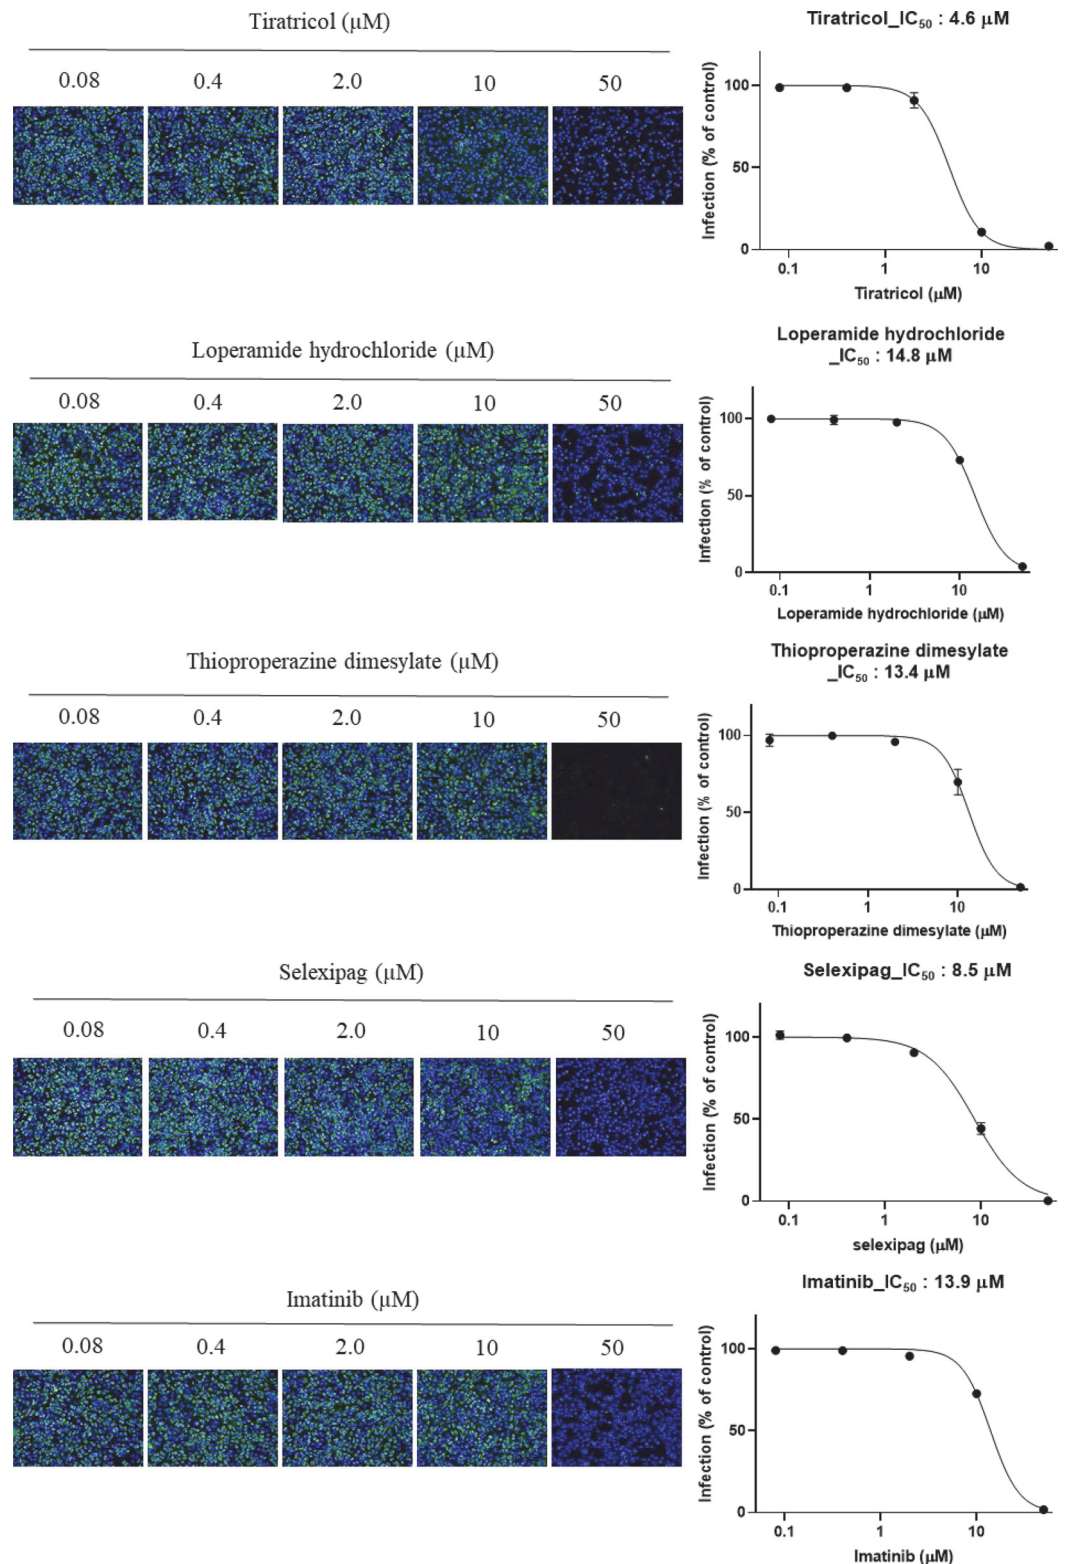 Tiratricol (µM)
0.08 0.4 2.0 10 50
Tiratricol_IC50 : 4.6 µM
Infection (% of control)
100
50
0
0.1 1 10
Tiratricol (µM)
Loperamide hydrochloride (µM)
0.08 0.4 2.0 10 50
Loperamide hydrochloride
_IC50 : 14.8 µM
Infection (% of control)
100
50
0
0.1 1 10
Loperamide hydrochloride (µM)
Thioproperazine dimesylate (µM)
0.08 0.4 2.0 10 50
Thioproperazine dimesylate
_IC50 : 13.4 µM
Infection (% of control)
100
50
0
0.1 1 10
Thioproperazine dimesylate (µM)
Selexipag (µM)
0.08 0.4 2.0 10 50
Selexipag_IC50 : 8.5 µM
Infection (% of control)
100
50
0
0.1 1 10
selexipag (µM)
Imatinib (µM)
0.08 0.4 2.0 10 50
Imatinib_IC50 : 13.9 µM
Infection (% of control)
100
50
0
0.1 1 10
Imatinib (µM)